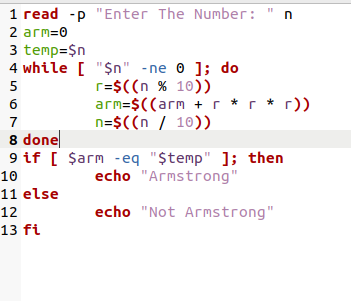 1 read -p "Enter The Number: " n
2 arm=0
3 temp=$n
4 while [ "$n" -ne 0 ]; do
5         r=$((n % 10))
6         arm=$((arm + r * r * r))
7         n=$((n / 10))
8 done
9 if [ $arm -eq "$temp" ]; then
10         echo "Armstrong"
11 else
12         echo "Not Armstrong"
13 fi